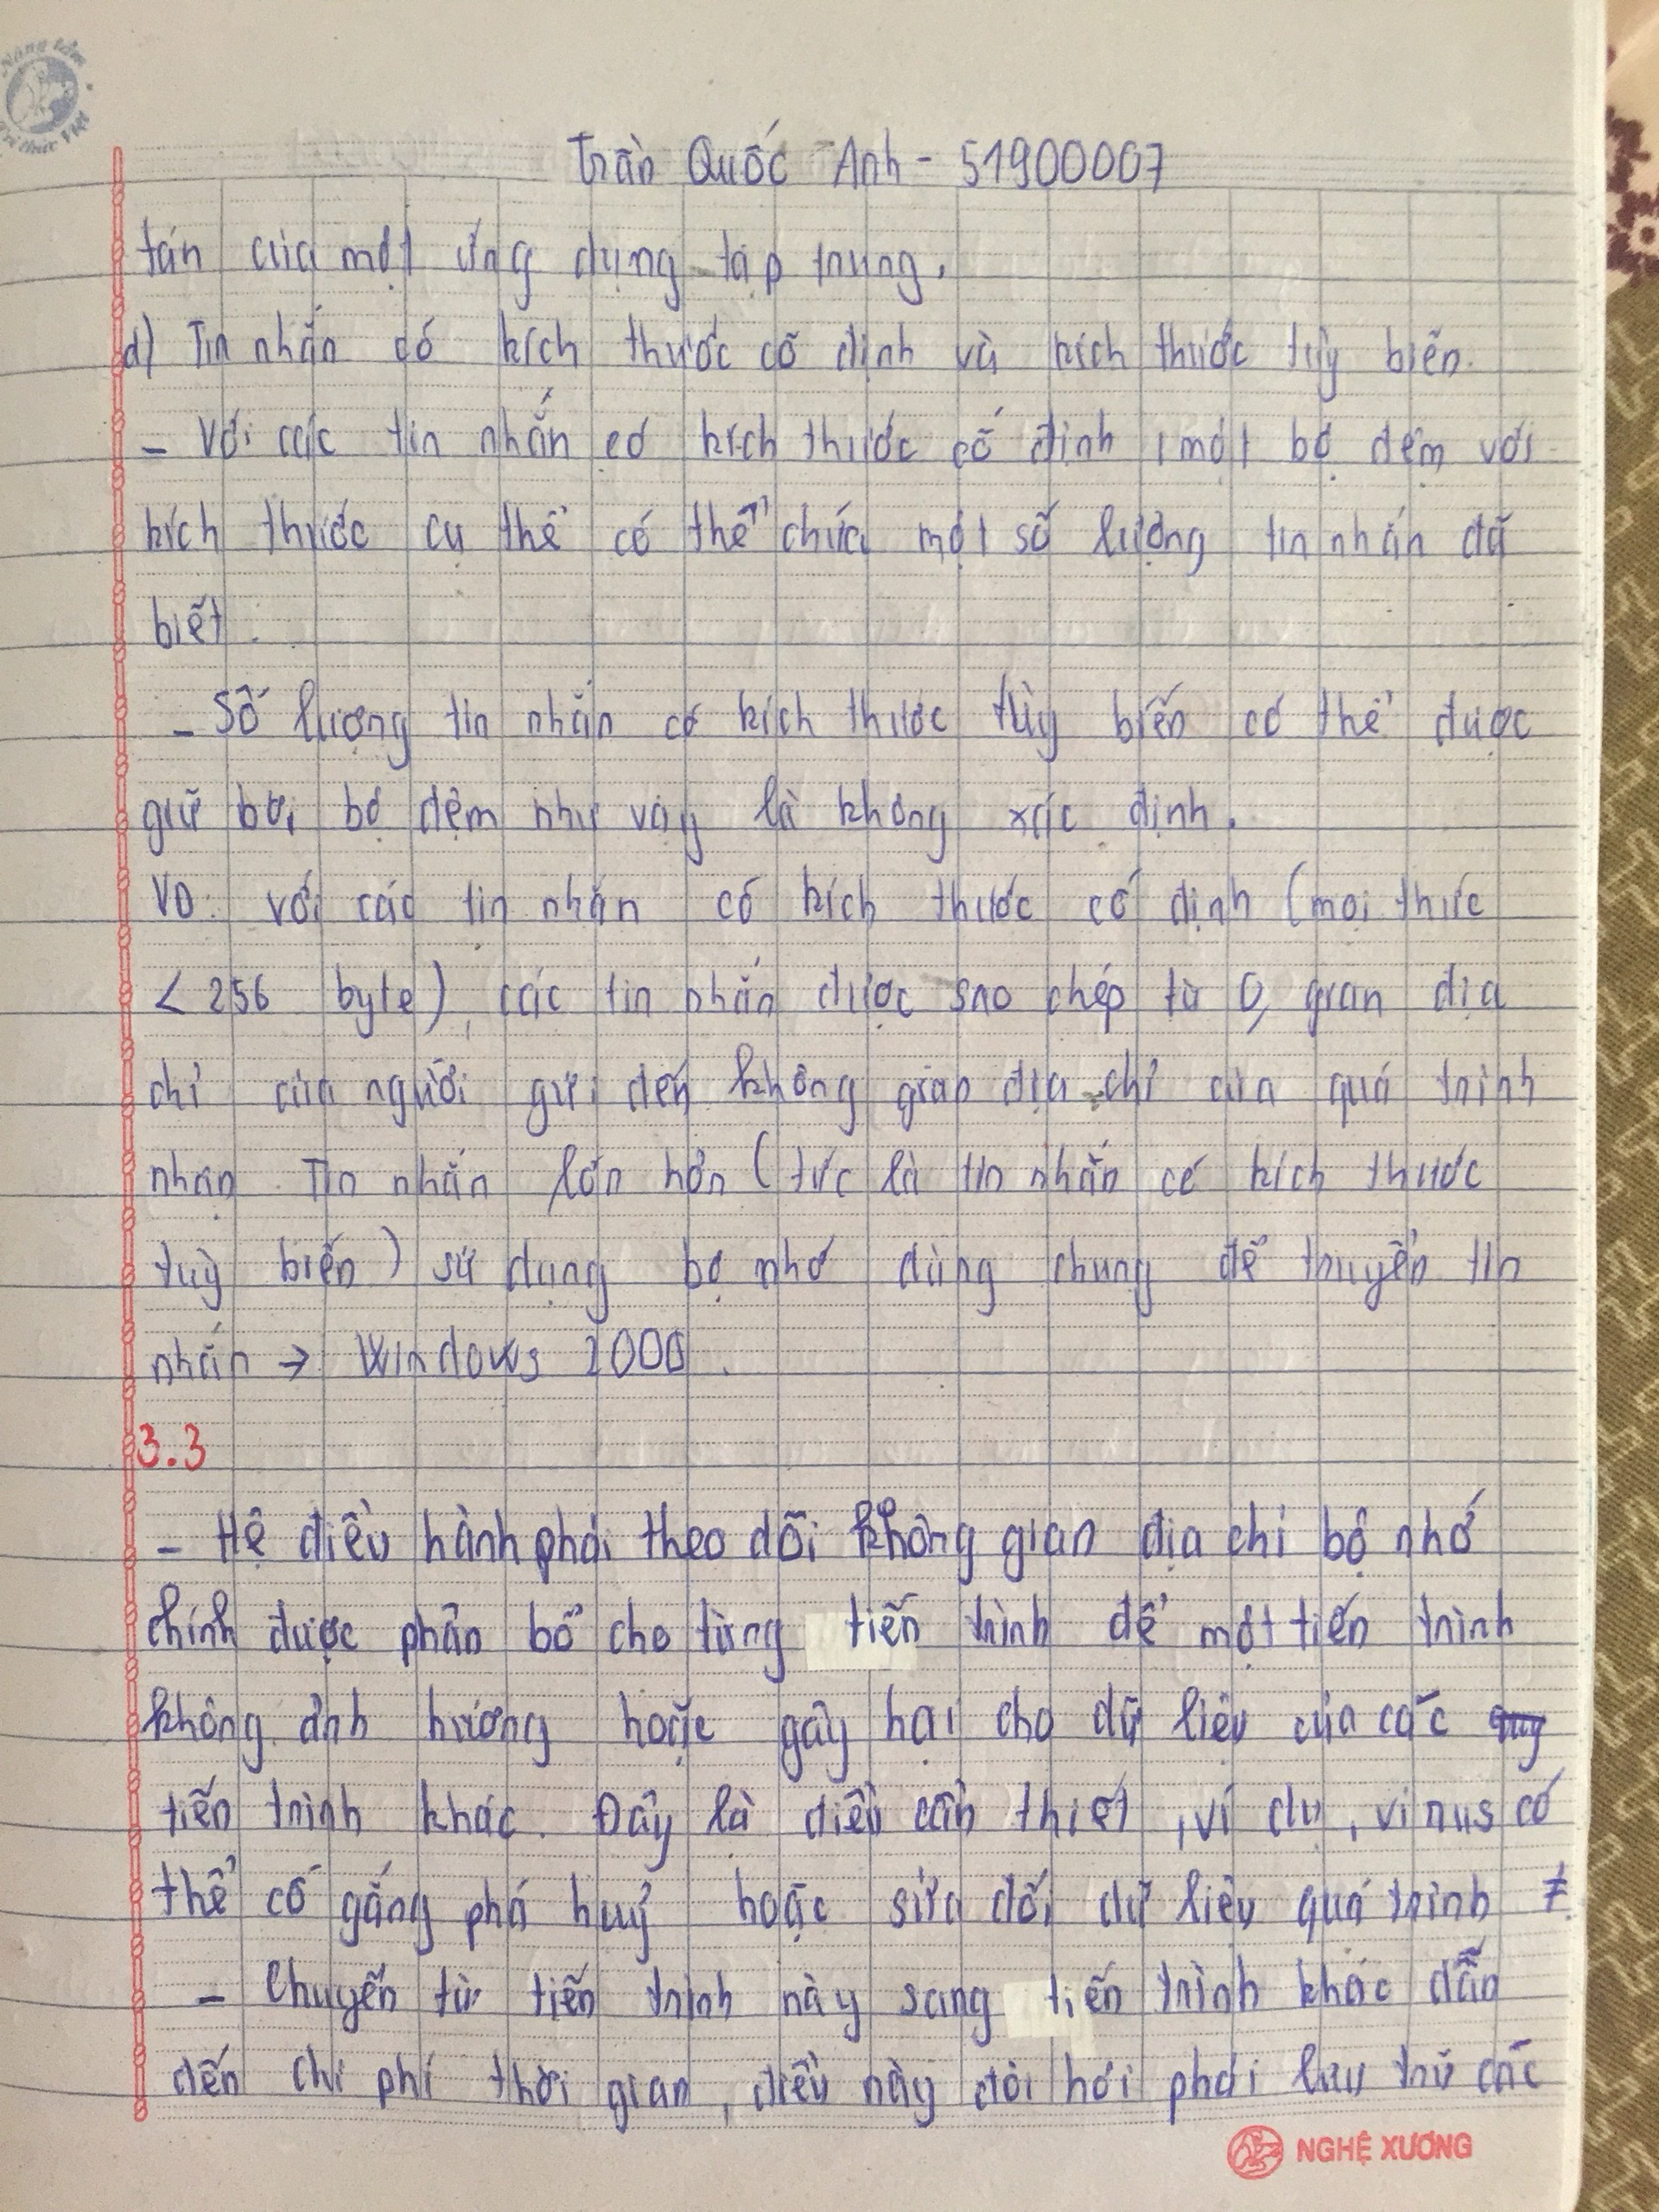 Nâng tầm
Tri thức Việt
Trần Quốc Anh - 51900007
tán của một ứng dụng tập trung.
d) Tin nhắn có kích thước cố định và kích thước tùy biến.
- Với các tin nhắn có kích thước cố định, một bộ đệm với
kích thước cụ thể có thể chứa một số lượng tin nhắn đã
biết.
- Số lượng tin nhắn có kích thước tùy biến có thể được
giữ bởi bộ đệm như vậy là không xác định.
VD: với các tin nhắn có kích thước cố định (mọi thức
< 256 byte), các tin nhắn được sao chép từ gian địa
chỉ của người gửi đến không gian địa chỉ của quá trình
nhận. Tin nhắn lớn hơn (tức là tin nhắn có kích thước
tuỳ biến) sử dụng bộ nhớ dùng chung để truyền tin
nhắn → Windows 2000.
3.3
- Hệ điều hành phải theo dõi không gian địa chỉ bộ nhớ
chính được phân bổ cho từng tiến trình để một tiến trình
không ảnh hưởng hoặc gây hại cho dữ liệu của các
tiến trình khác. Đây là điều cần thiết, ví dụ, virus có
thể cố gắng phá huỷ hoặc sửa đổi dữ liệu quá trình ≠.
- Chuyển từ tiến trình này sang tiến trình khác dẫn
đến chi phí thời gian, điều này đòi hỏi phải lưu trữ các
NGHỆ XƯƠNG